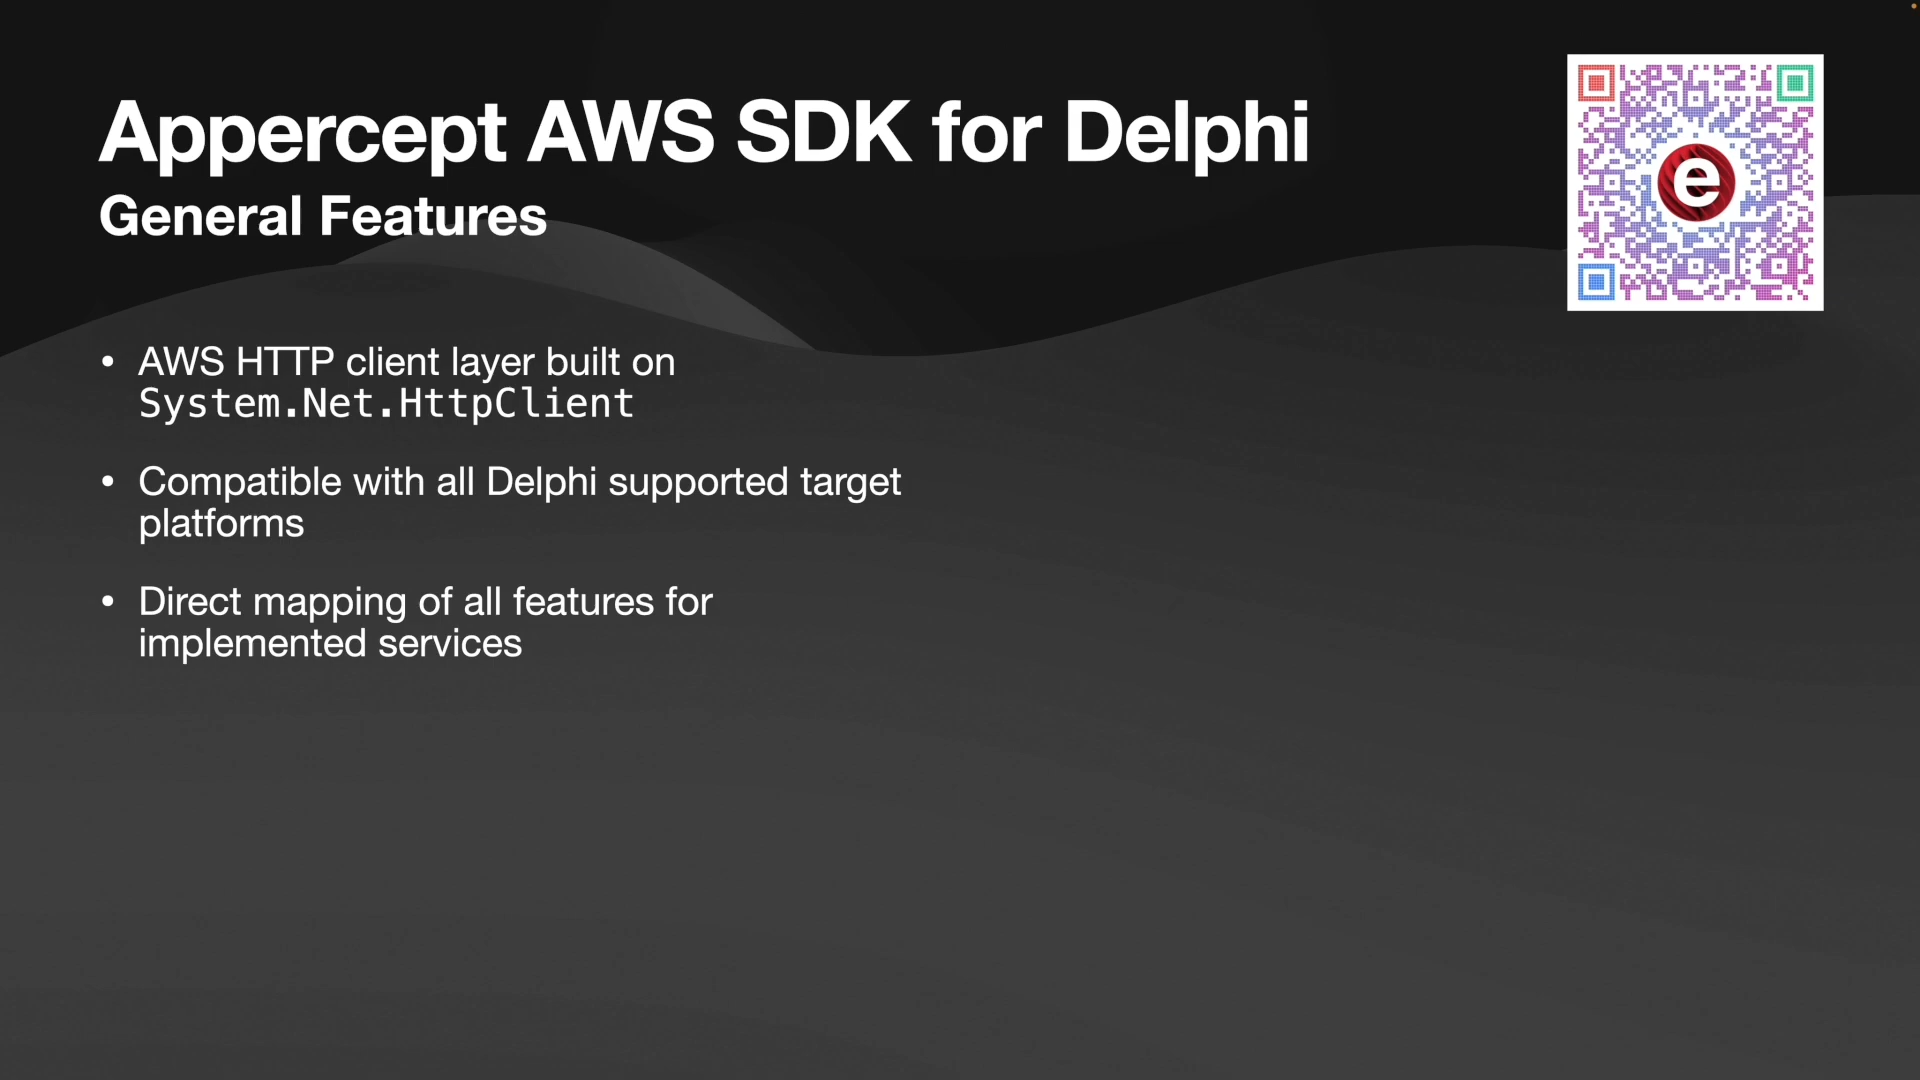 Appercept AWS SDK for Delphi
General Features
e
• AWS HTTP client layer built on
System.Net.HttpClient
• Compatible with all Delphi supported target
platforms
• Direct mapping of all features for
implemented services